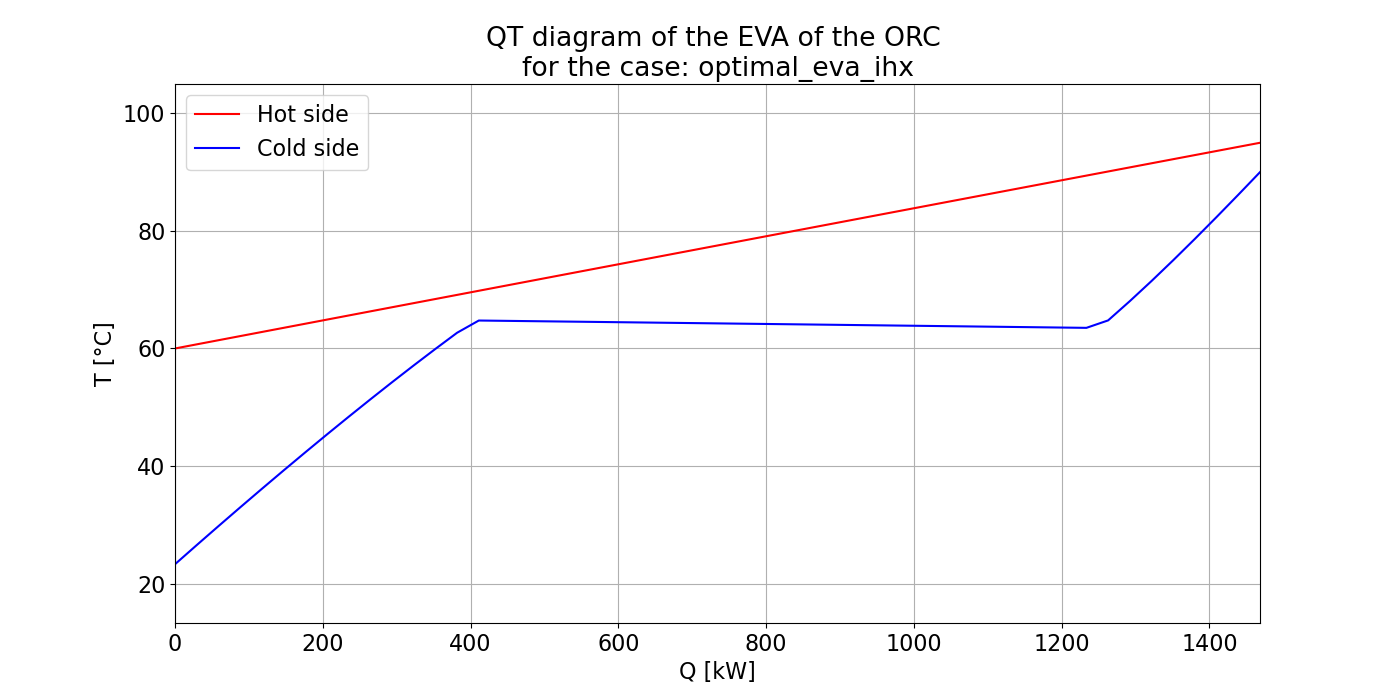 QT diagram of the EVA of the ORC
for the case: optimal_eva_ihx
Hot side
Cold side
100
80
60
40
20
T [°C]
0 200 400 600 800 1000 1200 1400
Q [kW]